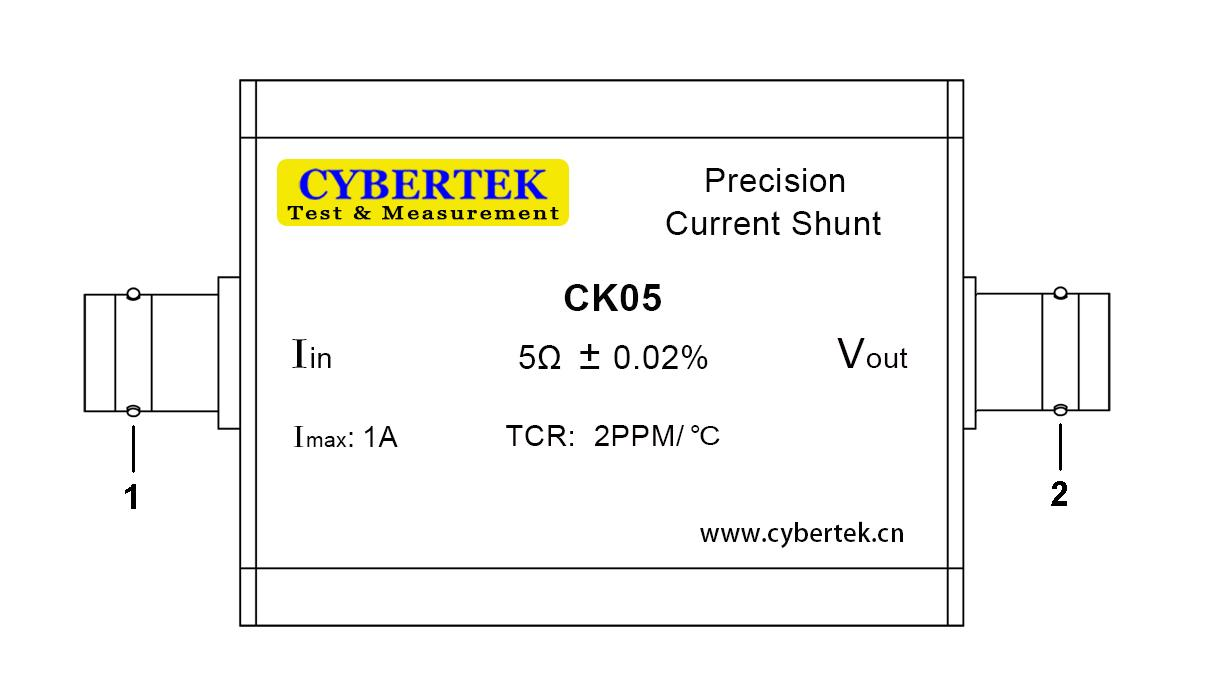 CYBERTEK
Test & Measurement
Precision
Current Shunt
CK05
Iin 5Ω ± 0.02% Vout
Imax: 1A TCR: 2PPM/℃
1
2
www.cybertek.cn